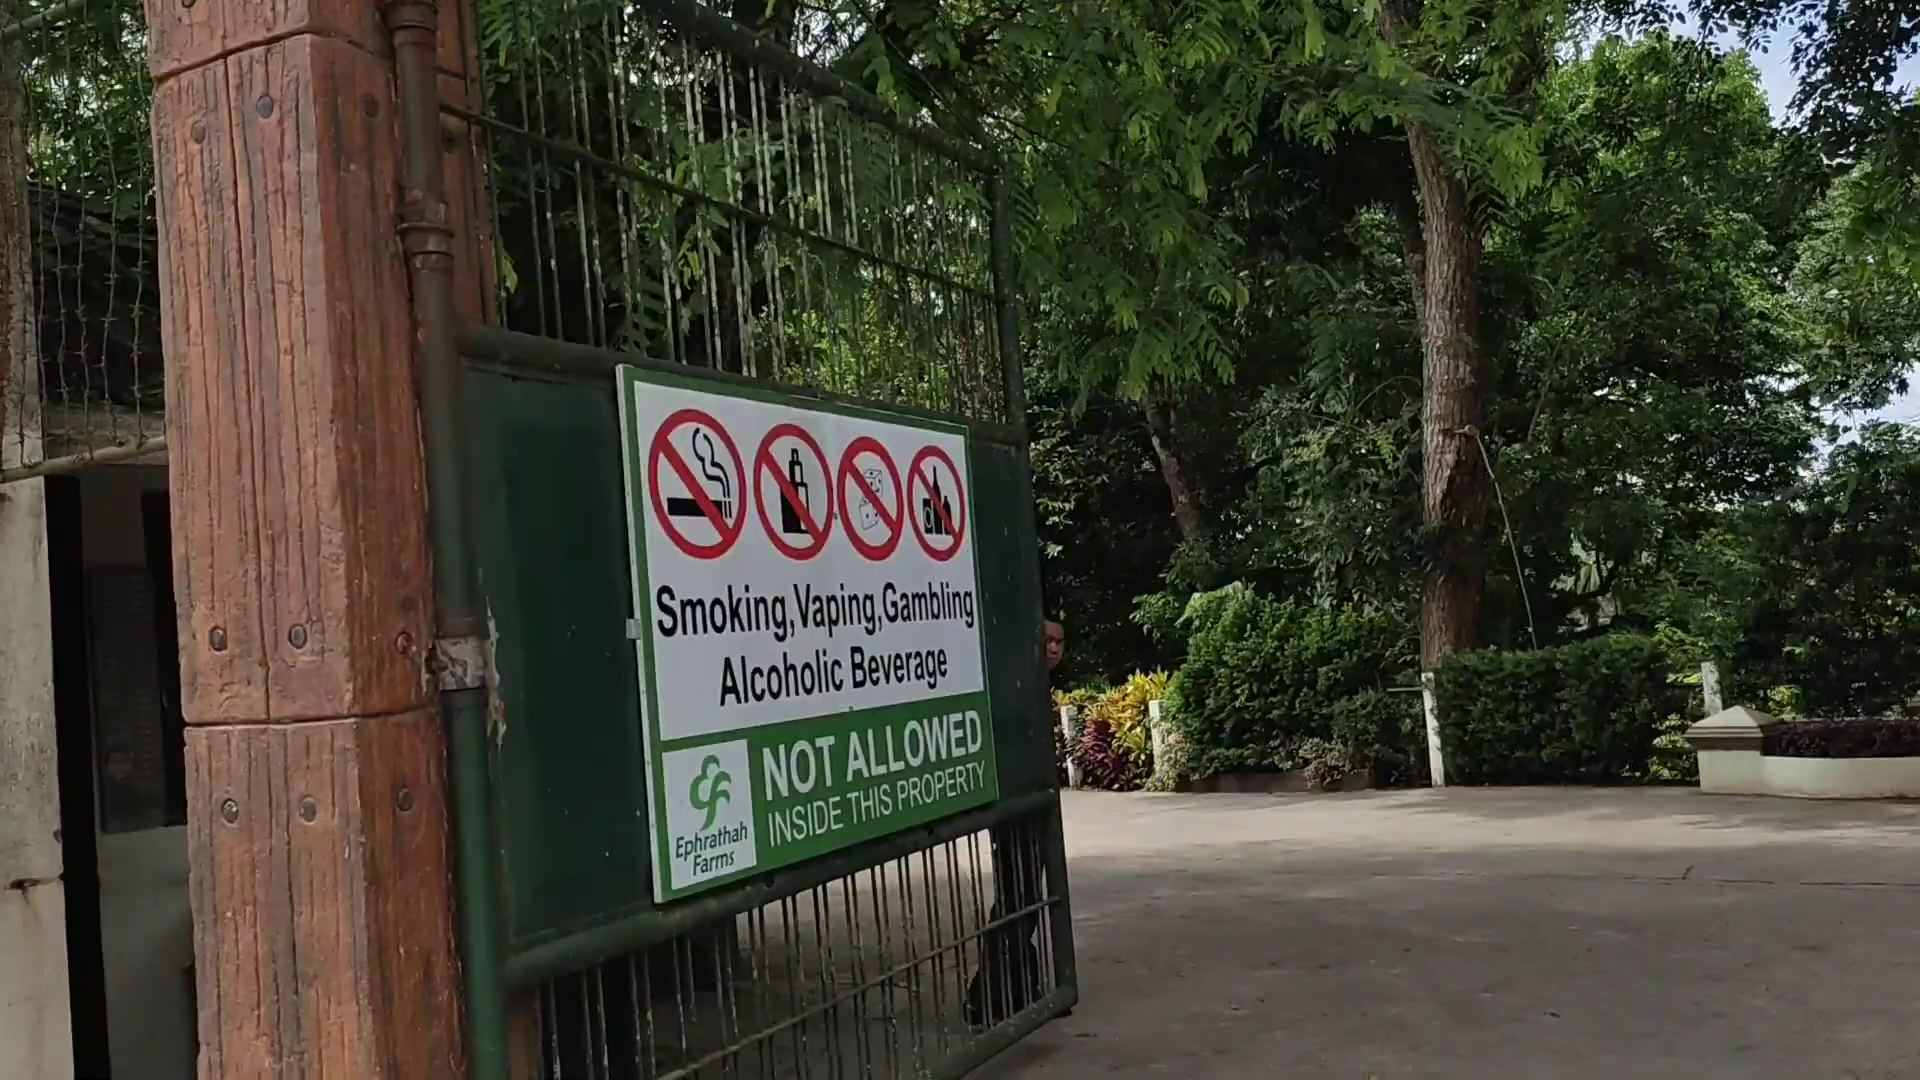 Smoking,Vaping,Gambling
Alcoholic Beverage
NOT ALLOWED
INSIDE THIS PROPERTY
Ephrathah
Farms